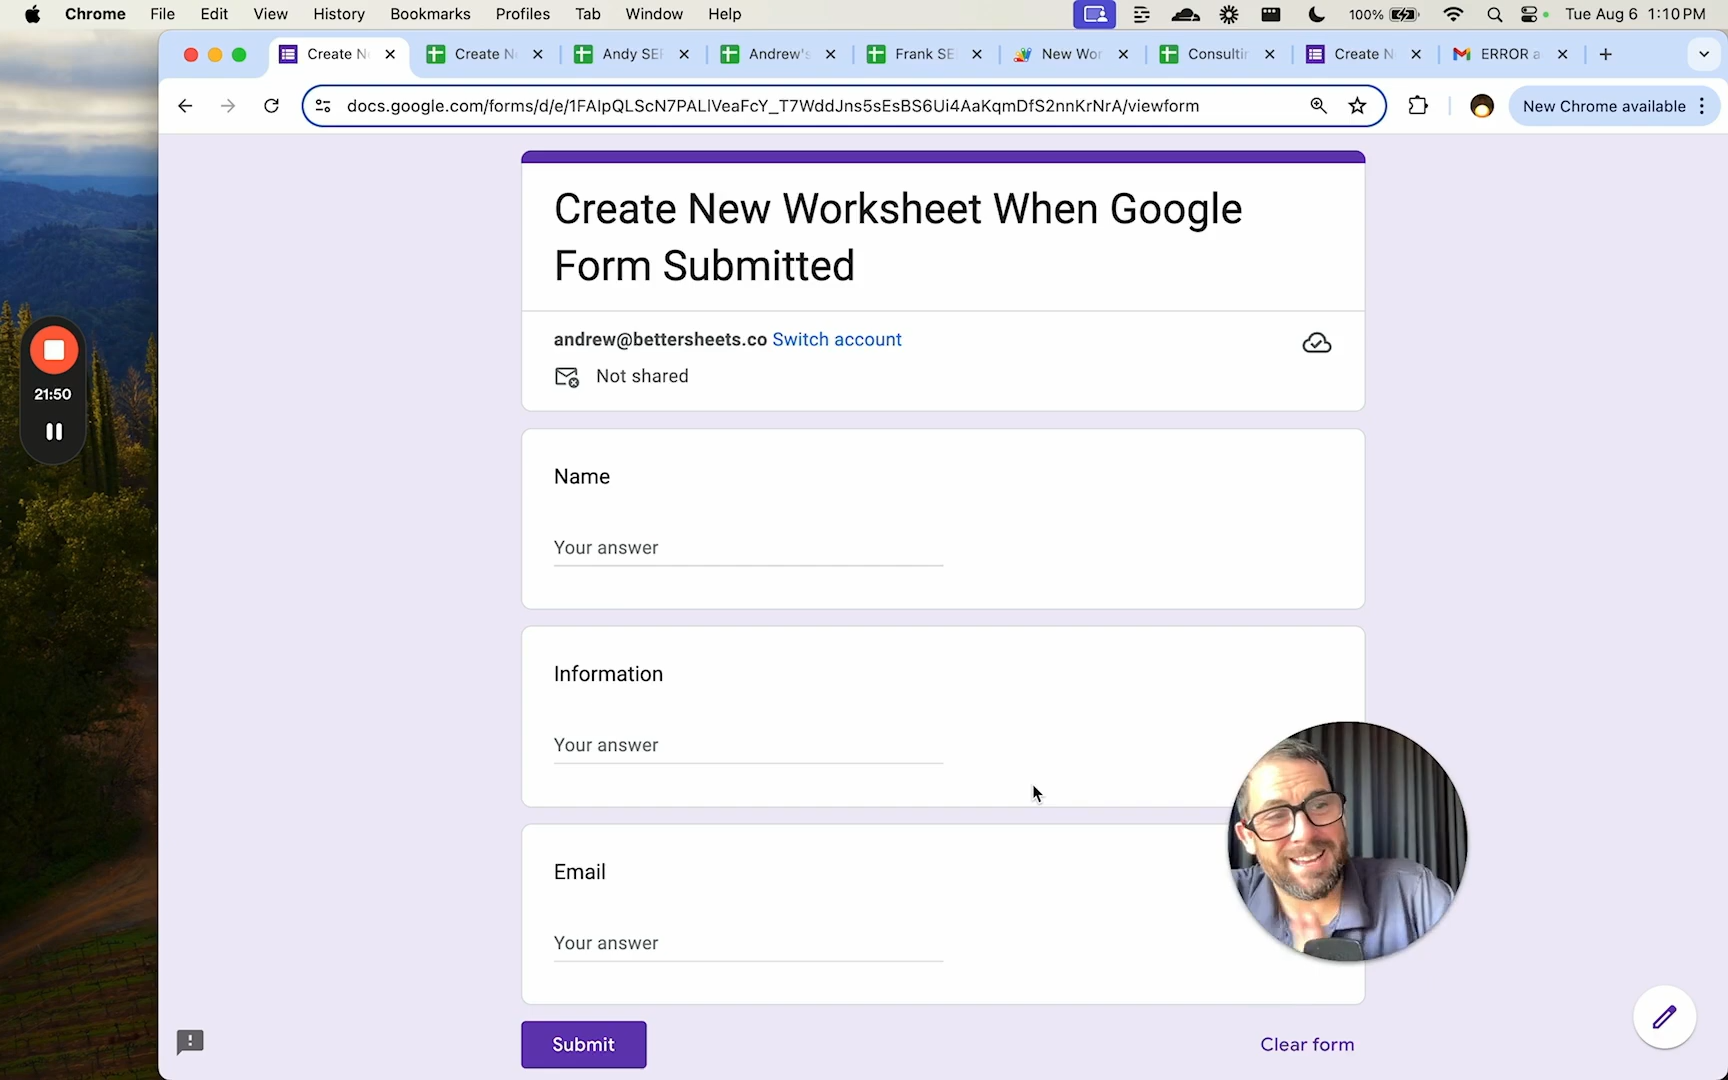 Chrome File Edit View History Bookmarks Profiles Tab Window Help 100% Tue Aug 6 1:10 PM
Create N Create N Andy SE Andrew's Frank SE New Wor Consultin Create N ERROR a
docs.google.com/forms/d/e/1FAIpQLScN7PALlVeaFcY_T7WddJns5sEsBS6Ui4AaKqmDfS2nnKrNrA/viewform New Chrome available
Create New Worksheet When Google
Form Submitted
andrew@bettersheets.co Switch account
Not shared
21:50
Name
Your answer
Information
Your answer
Email
Your answer
Submit
Clear form